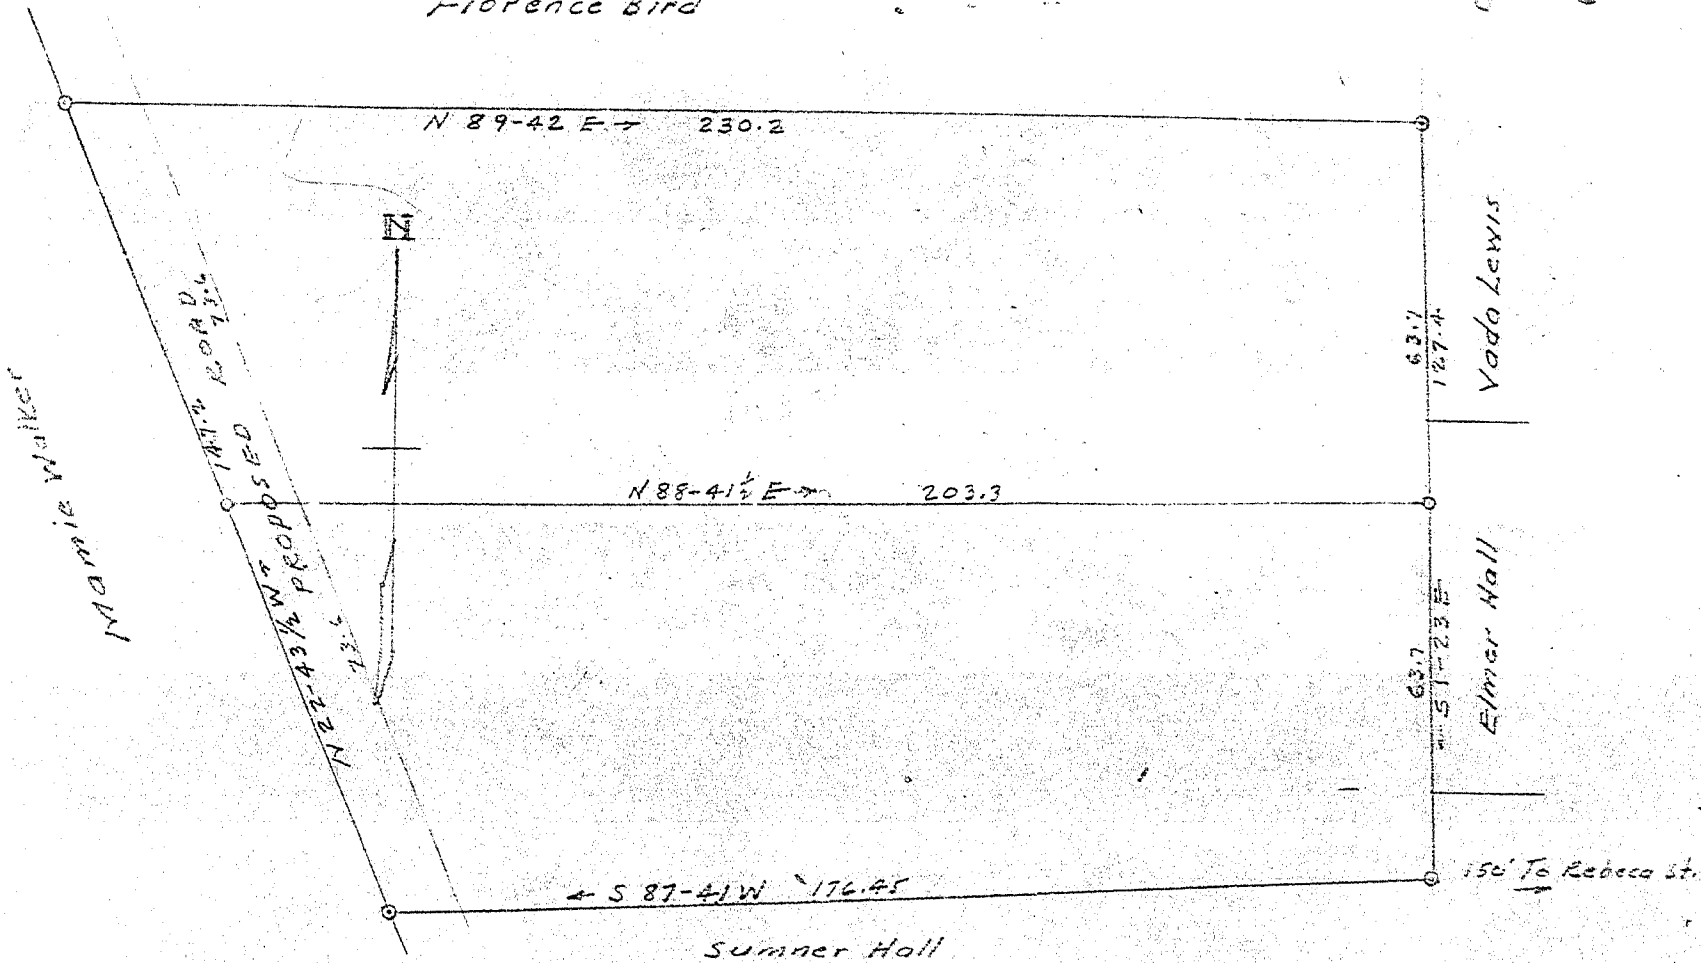 Florence Bird
N 89-42 E → 230.2
N
Vado Lewis
63.7
127.4
147.2
ROAD
73.6
Mamie Walker
N 88-41½ E → 203.3
N 22-43½ W
PROPOSED
73.6
63.7
S 1-23 E
Elmer Hall
← S 87-41 W 176.45
150' To Rebeca St.
Sumner Hall